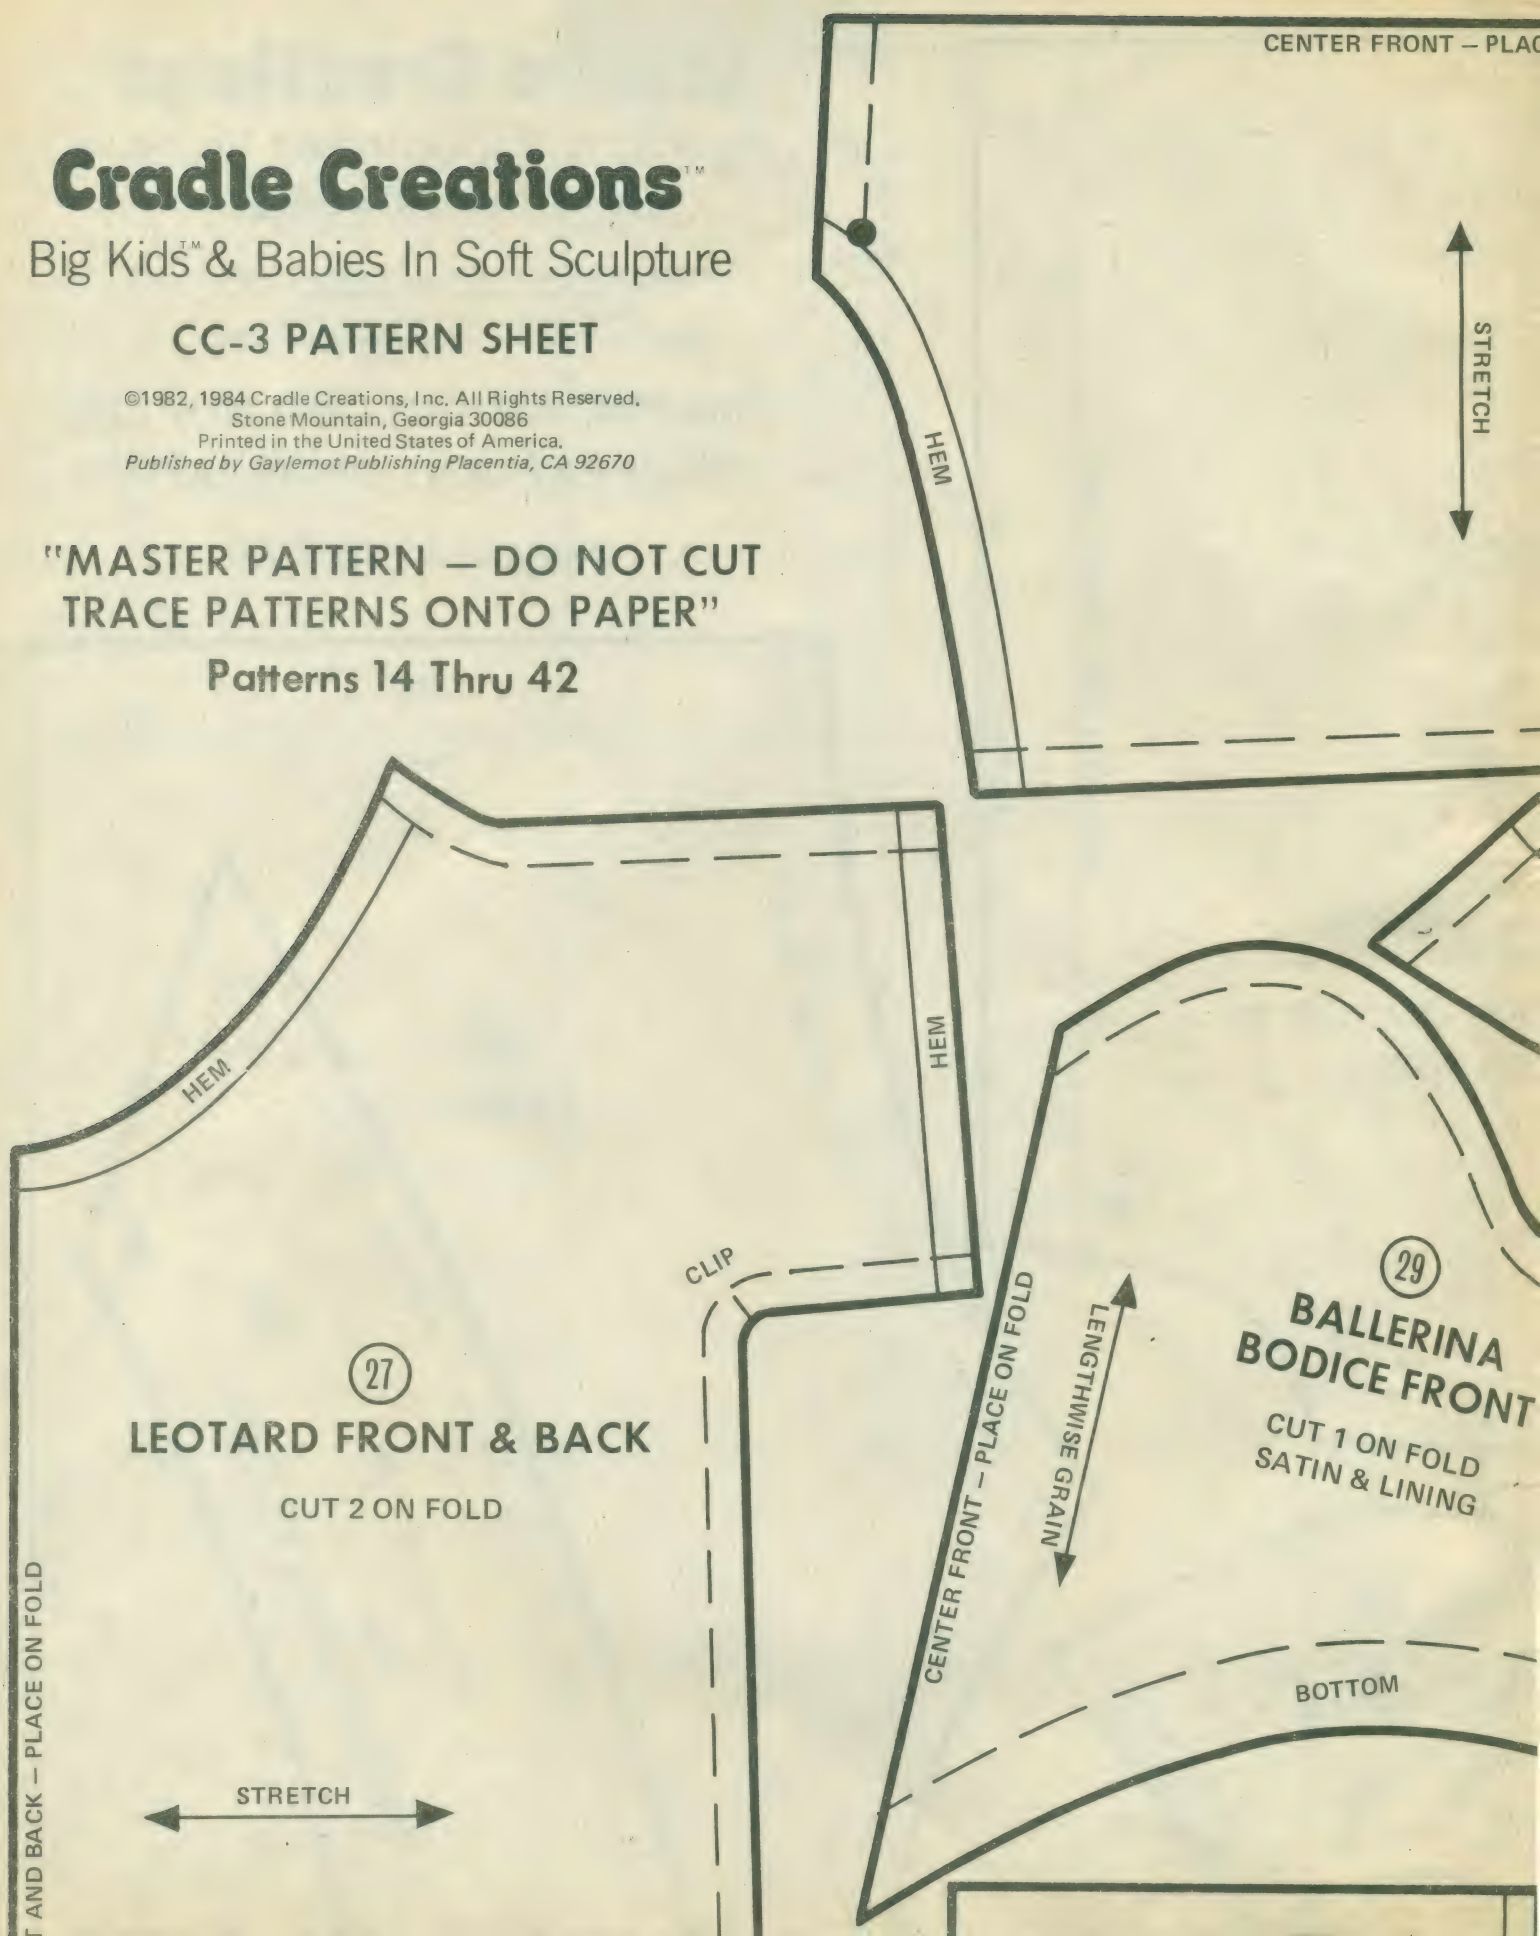 Cradle Creations™
Big Kids™ & Babies In Soft Sculpture
CC-3 PATTERN SHEET
©1982, 1984 Cradle Creations, Inc. All Rights Reserved.
Stone Mountain, Georgia 30086
Printed in the United States of America.
Published by Gaylemot Publishing Placentia, CA 92670
"MASTER PATTERN — DO NOT CUT
TRACE PATTERNS ONTO PAPER"
Patterns 14 Thru 42
CENTER FRONT —
STRETCH
HEM
HEM
HEM
CLIP
27
LEOTARD FRONT & BACK
CUT 2 ON FOLD
STRETCH
AND BACK — PLACE ON FOLD
CENTER FRONT — PLACE ON FOLD
LENGTHWISE GRAIN
29
BALLERINA
BODICE FRONT
CUT 1 ON FOLD
SATIN & LINING
BOTTOM